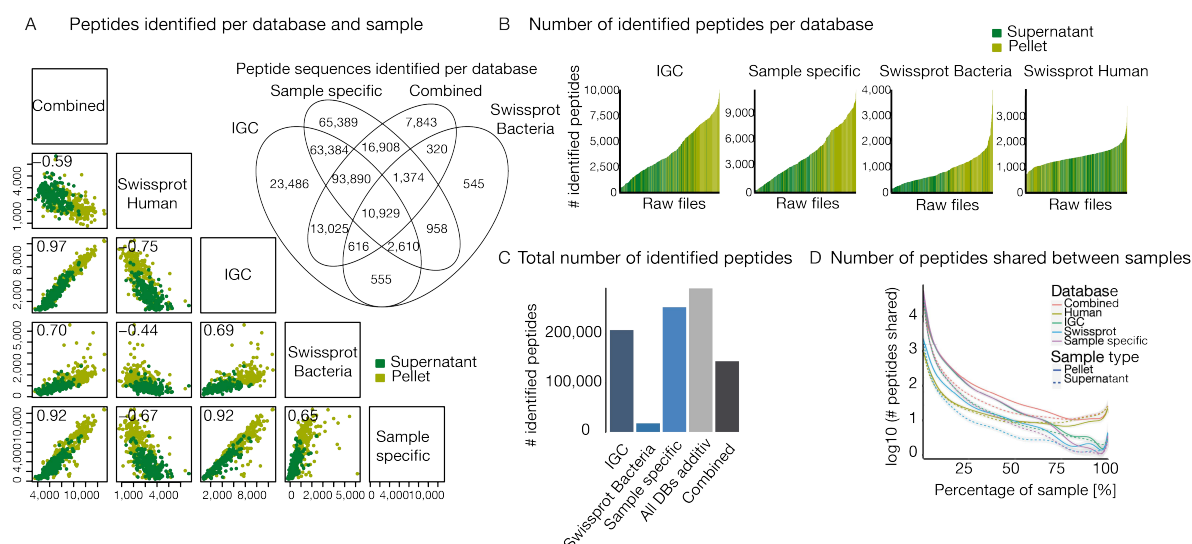 A Peptides identified per database and sample
Combined
−0.59
Swissprot
Human
0.97
−0.75
IGC
0.70
−0.44
0.69
Swissprot
Bacteria
0.92
−0.67
0.92
0.65
Sample
specific
1,000 4,000
2,000 8,000
0 2,000 5,000
0 4,000 10,000
4,000 10,000
1,000 4,000
2,000 8,000
0 2,000 5,000
4,000 10,000
Supernatant
Pellet
Peptide sequences identified per database
Sample specific
Combined
IGC
Swissprot
Bacteria
65,389
7,843
63,384
16,908
320
23,486
93,890
1,374
545
10,929
13,025
958
616
2,610
555
B Number of identified peptides per database
Supernatant
Pellet
IGC
Sample specific
Swissprot Bacteria
Swissprot Human
# identified peptides
10,000
7,500
5,000
2,500
0
9,000
6,000
3,000
0
4,000
3,000
2,000
1,000
0
3,000
2,000
1,000
0
Raw files
Raw files
Raw files
Raw files
C Total number of identified peptides
# identified peptides
200,000
100,000
0
IGC
Swissprot Bacteria
Sample specific
All DBs additiv
Combined
D Number of peptides shared between samples
log10 (# peptides shared)
4
3
2
1
0
25 50 75 100
Percentage of sample [%]
Database
Combined
Human
IGC
Swissprot
Sample specific
Sample type
Pellet
Supernatant